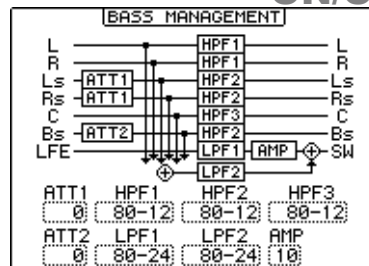 ON/O
BASS MANAGEMENT
L HPF1 L
R HPF1 R
Ls ATT1 HPF2 Ls
Rs ATT1 HPF2 Rs
C HPF3 C
Bs ATT2 HPF2 Bs
LFE LPF1 AMP SW
LPF2
ATT1 HPF1 HPF2 HPF3
0 80-12 80-12 80-12
ATT2 LPF1 LPF2 AMP
0 80-24 80-24 10